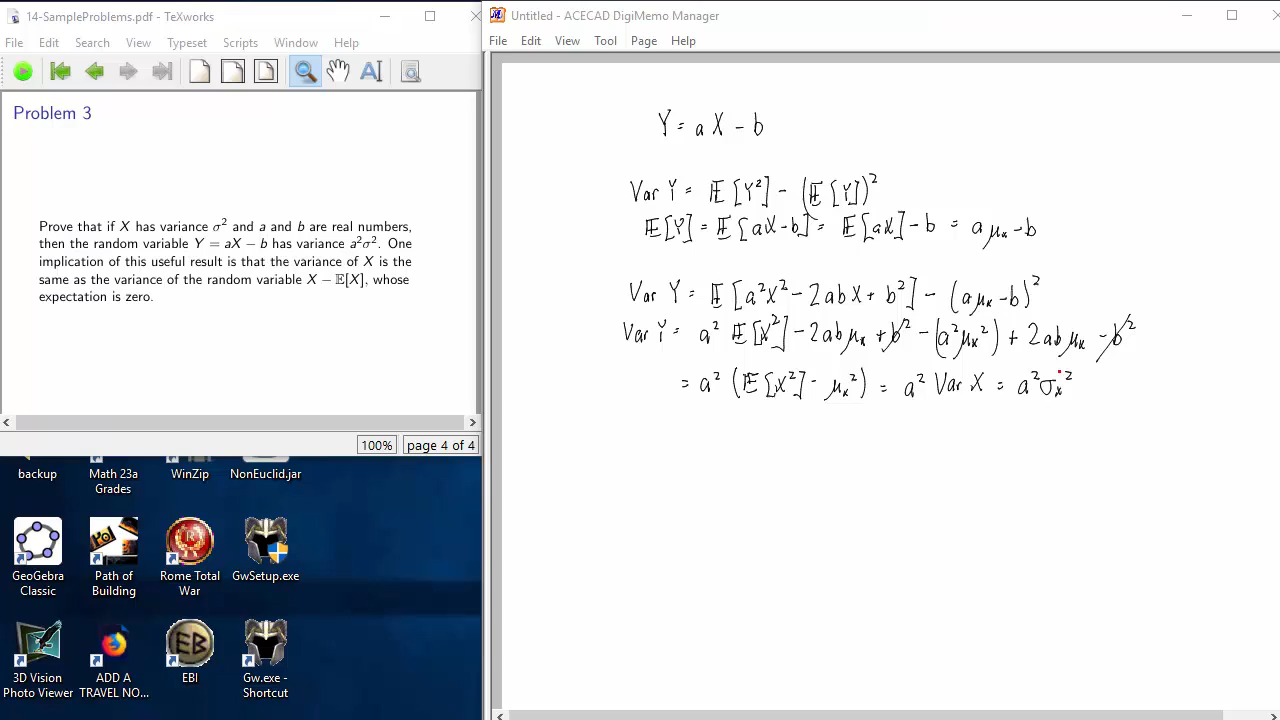 14-SampleProblems.pdf - TeXworks
File Edit Search Typeset Scripts Window Help
Problem 3
Prove that if X has variance σ² and a and b are real numbers,
then the random variable Y = aX − b has variance a²σ². One
implication of this useful result is that the variance of X is the
same as the variance of the random variable X − 𝔼[X], whose
expectation is zero.
100% page 4 of 4
backup
Math 23a
Grades
WinZip
NonEuclid.jar
GeoGebra
Classic
Path of
Building
Rome Total
War
GwSetup.exe
3D Vision
Photo Viewer
ADD A
TRAVEL NO...
EB
EBI
Gw.exe -
Shortcut
Untitled - ACECAD DigiMemo Manager
File Edit View Tool Page Help
Y = aX − b
Var Y = 𝔼[Y²] − (𝔼[Y])²
𝔼[Y] = 𝔼[aX−b] = 𝔼[aX] − b = aμₓ − b
Var Y = 𝔼[a²X² − 2abX + b²] − (aμₓ − b)²
Var Y = a² 𝔼[X²] − 2abμₓ + b² − (a²μₓ²) + 2abμₓ − b²
= a² (𝔼[X²] − μₓ²) = a² Var X = a²σₓ²